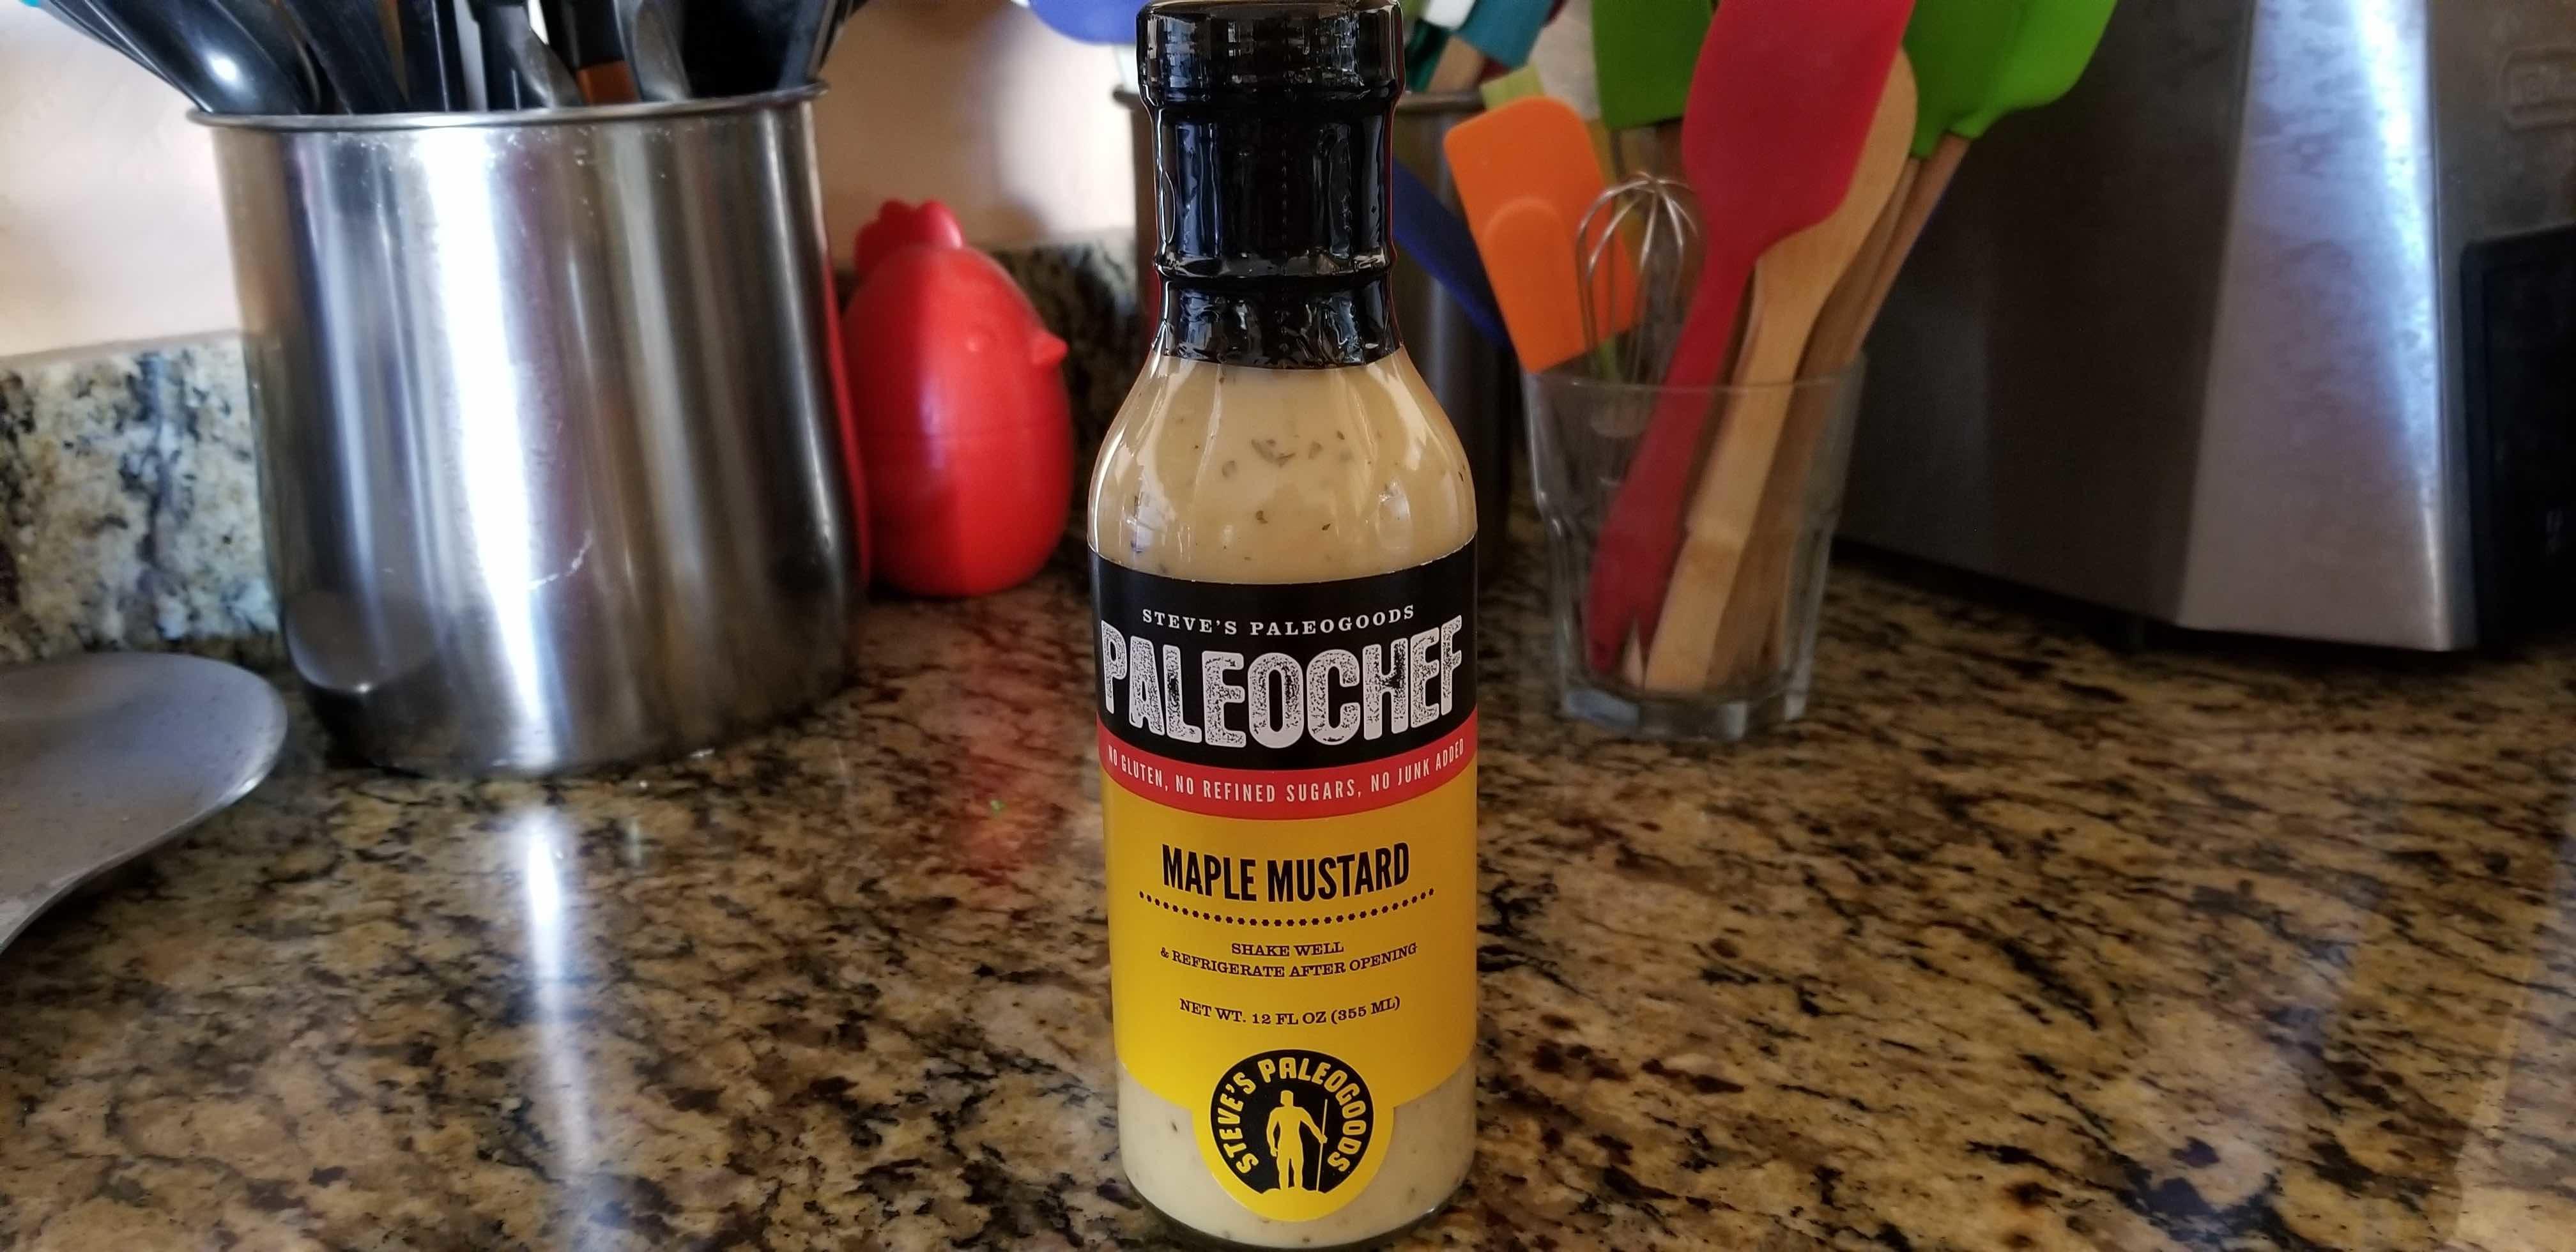 STEVE'S PALEOGOODS
PALEOCHEF
NO GLUTEN, NO REFINED SUGARS, NO JUNK ADDED
MAPLE MUSTARD
SHAKE WELL
& REFRIGERATE AFTER OPENING
NET WT. 12 FL OZ (355 ML)
STEVE'S PALEOGOODS